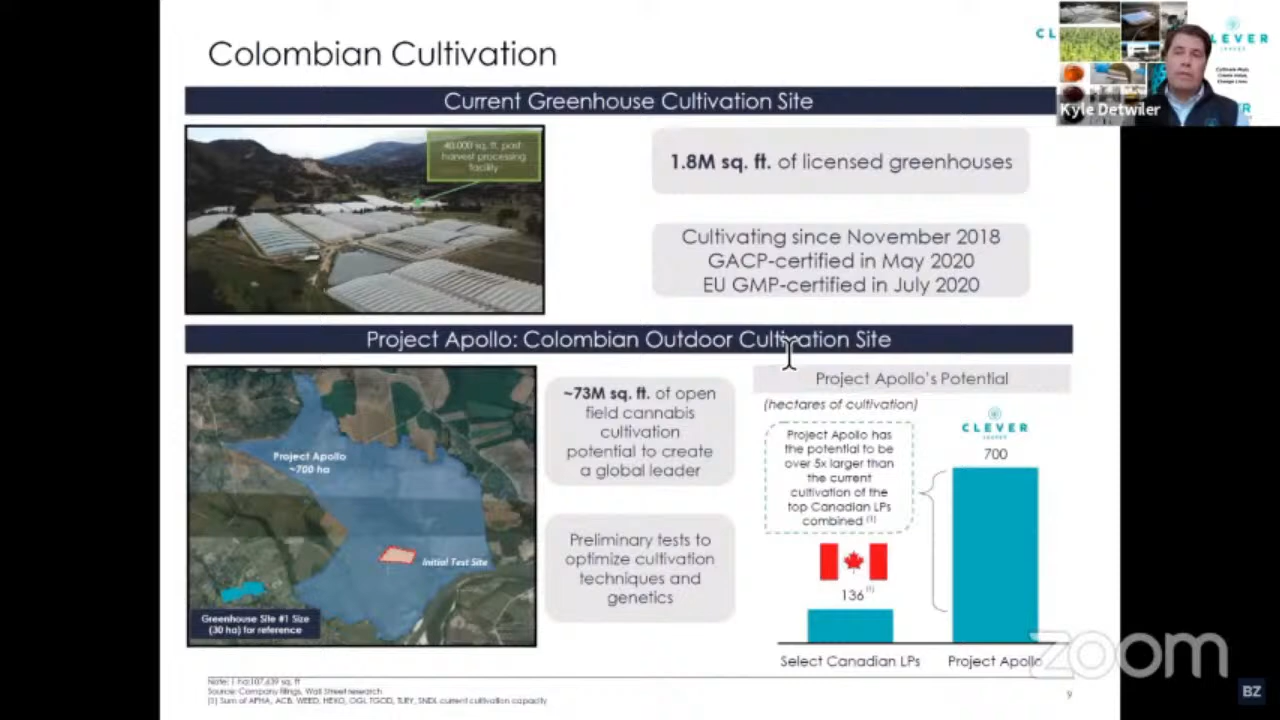 Colombian Cultivation
Current Greenhouse Cultivation Site
40,000 sq. ft. post
harvest processing
facility
1.8M sq. ft. of licensed greenhouses
Cultivating since November 2018
GACP-certified in May 2020
EU GMP-certified in July 2020
Project Apollo: Colombian Outdoor Cultivation Site
Project Apollo
~700 ha
Initial Test Site
Greenhouse Site #1 Size
(30 ha) for reference
~73M sq. ft. of open
field cannabis
cultivation
potential to create
a global leader
Preliminary tests to
optimize cultivation
techniques and
genetics
Project Apollo's Potential
(hectares of cultivation)
Project Apollo has
the potential to be
over 5x larger than
the current
cultivation of the
top Canadian LPs
combined (1)
CLEVER
LEAVES
700
136 (1)
Select Canadian LPs
Project Apollo
Note: 1 ha:107,639 sq. ft
Source: Company filings, Wall Street research
(1) Sum of APHA, ACB, WEED, HEXO, OGI, TGOD, TLRY, SNDL current cultivation capacity
9
CL
LEVER
Kyle Detwiler
zoom
BZ